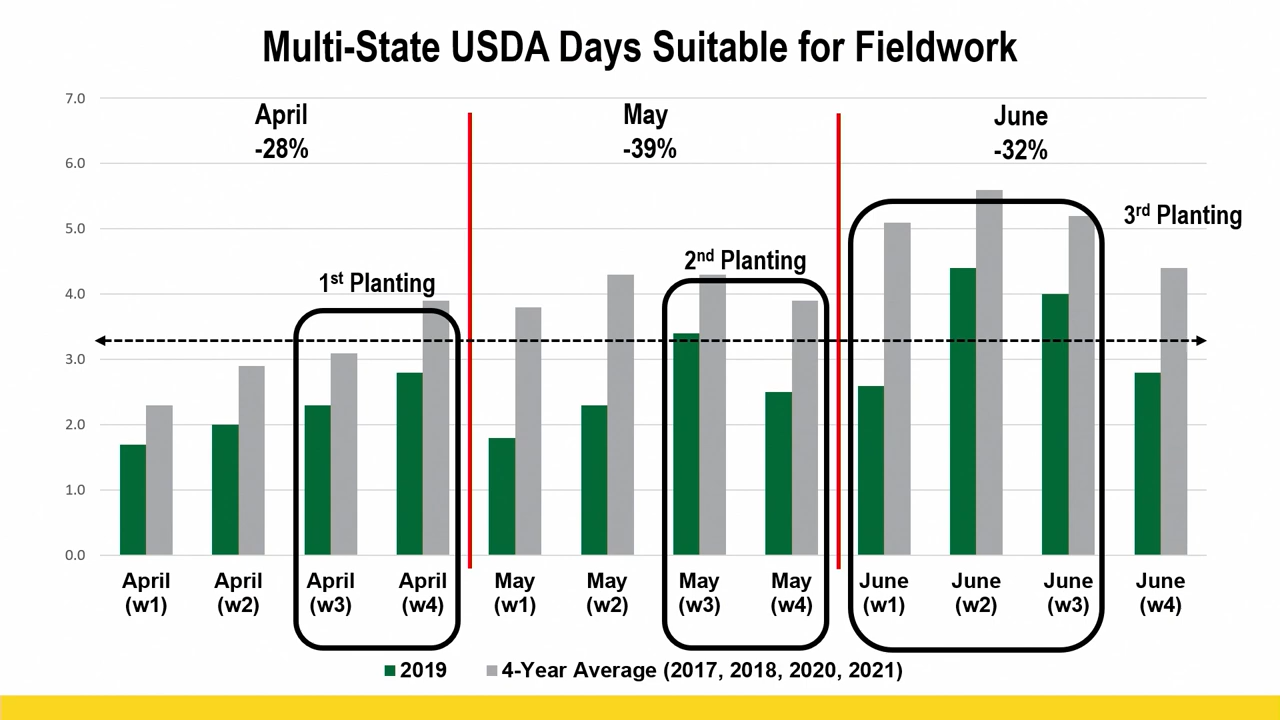 Multi-State USDA Days Suitable for Fieldwork
7.0
6.0
5.0
4.0
3.0
2.0
1.0
0.0
April
-28%
May
-39%
June
-32%
1st Planting
2nd Planting
3rd Planting
April
(w1)
April
(w2)
April
(w3)
April
(w4)
May
(w1)
May
(w2)
May
(w3)
May
(w4)
June
(w1)
June
(w2)
June
(w3)
June
(w4)
2019
4-Year Average (2017, 2018, 2020, 2021)